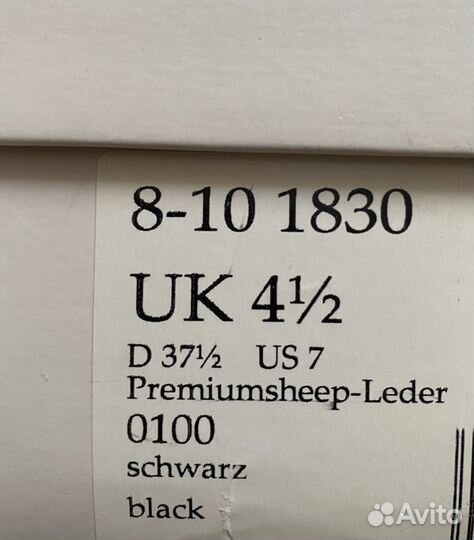 8-10 1830
UK 4½
D 37½ US 7
Premiumsheep-Leder
0100
schwarz
black
Avito